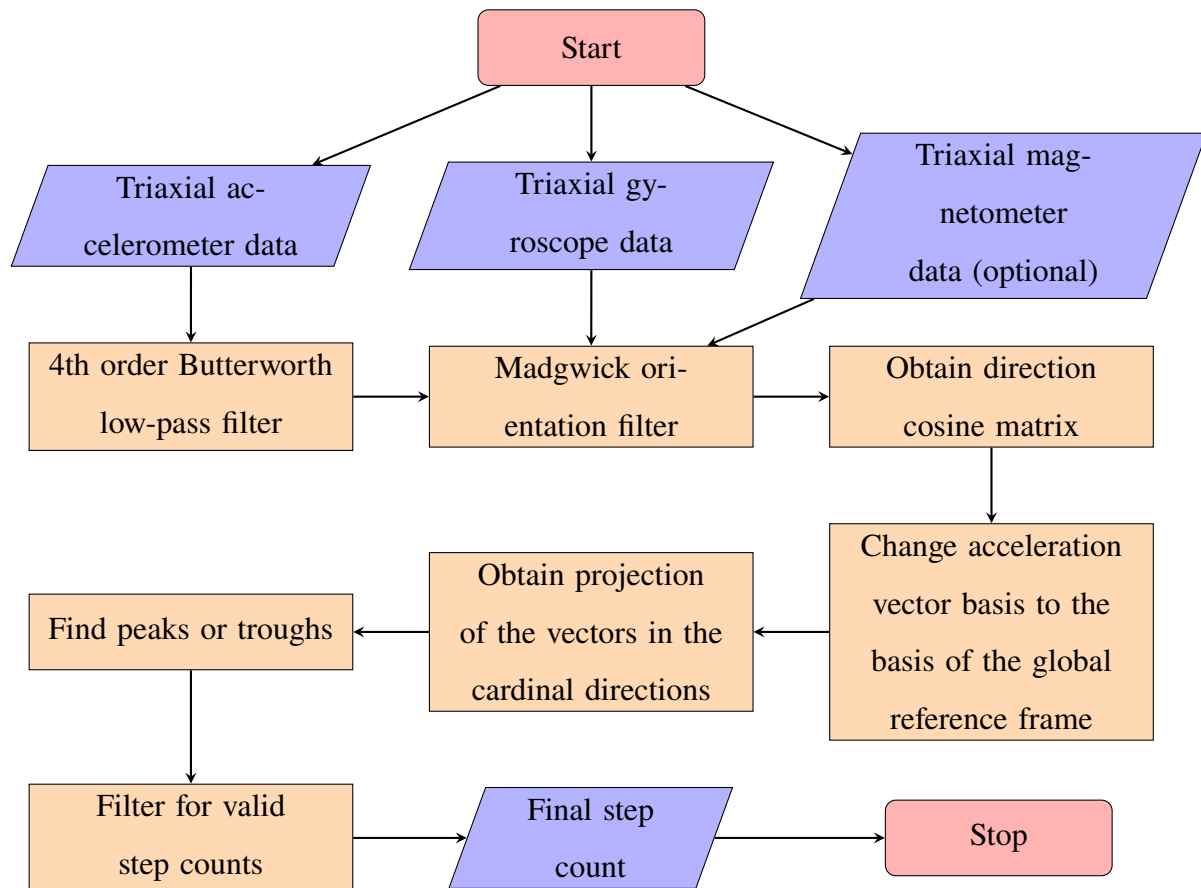 Start
Triaxial ac-
celerometer data
Triaxial gy-
roscope data
Triaxial mag-
netometer
data (optional)
4th order Butterworth
low-pass filter
Madgwick ori-
entation filter
Obtain direction
cosine matrix
Change acceleration
vector basis to the
basis of the global
reference frame
Obtain projection
of the vectors in the
cardinal directions
Find peaks or troughs
Filter for valid
step counts
Final step
count
Stop